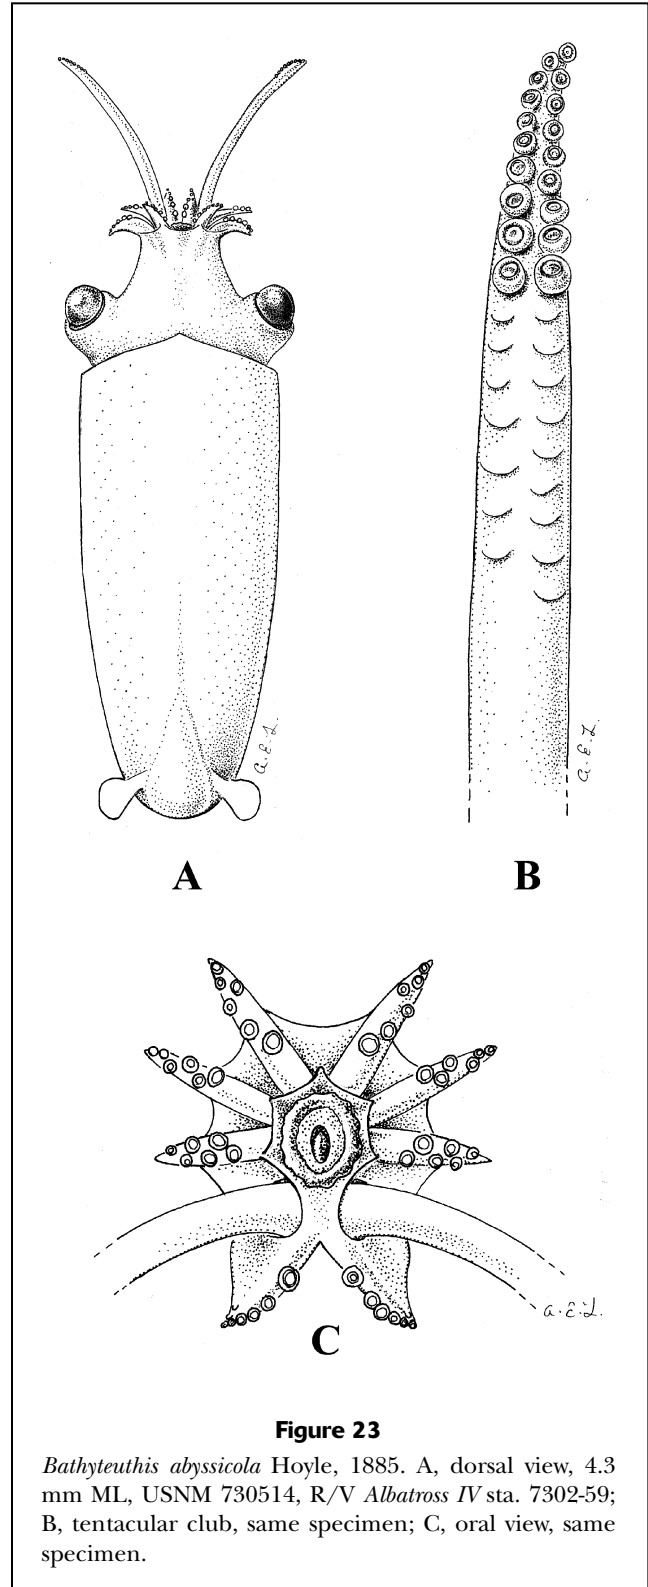 a.E.L.
a.E.L.
A
B
a.E.L.
C
Figure 23
Bathyteuthis abyssicola Hoyle, 1885. A, dorsal view, 4.3
mm ML, USNM 730514, R/V Albatross IV sta. 7302-59;
B, tentacular club, same specimen; C, oral view, same
specimen.